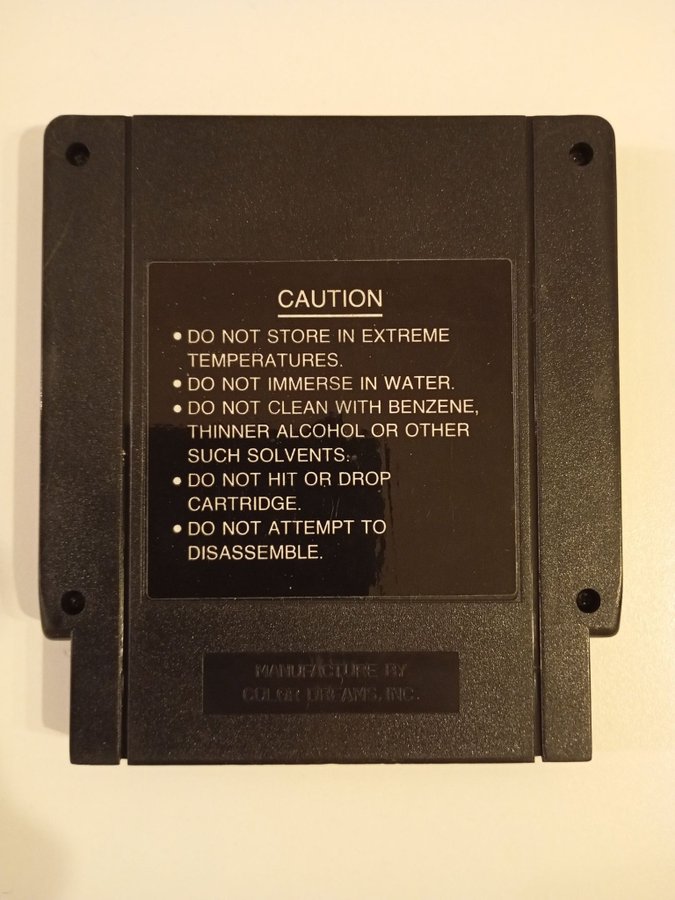 CAUTION
• DO NOT STORE IN EXTREME
TEMPERATURES.
• DO NOT IMMERSE IN WATER.
• DO NOT CLEAN WITH BENZENE,
THINNER ALCOHOL OR OTHER
SUCH SOLVENTS.
• DO NOT HIT OR DROP
CARTRIDGE.
• DO NOT ATTEMPT TO
DISASSEMBLE.
MANUFACTURE BY
COLOR DREAMS, INC.